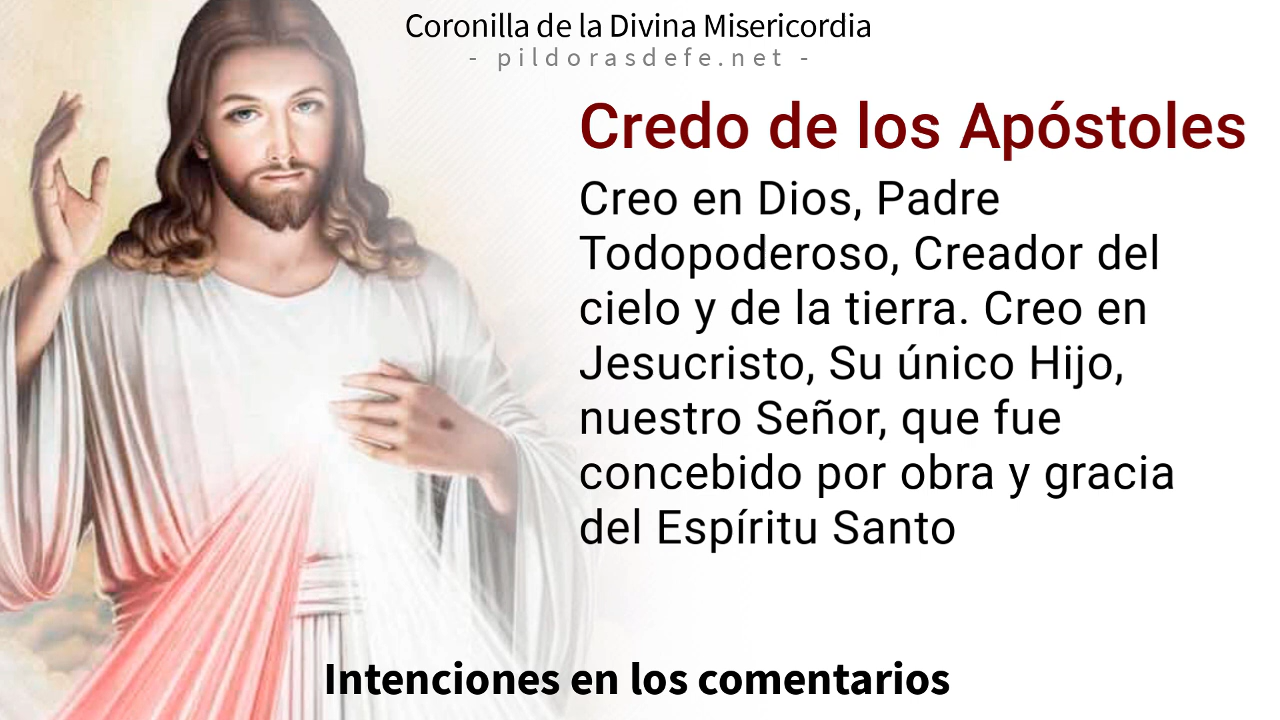 Coronilla de la Divina Misericordia
- pildorasdefe.net -
Credo de los Apóstoles
Creo en Dios, Padre
Todopoderoso, Creador del
cielo y de la tierra. Creo en
Jesucristo, Su único Hijo,
nuestro Señor, que fue
concebido por obra y gracia
del Espíritu Santo
Intenciones en los comentarios